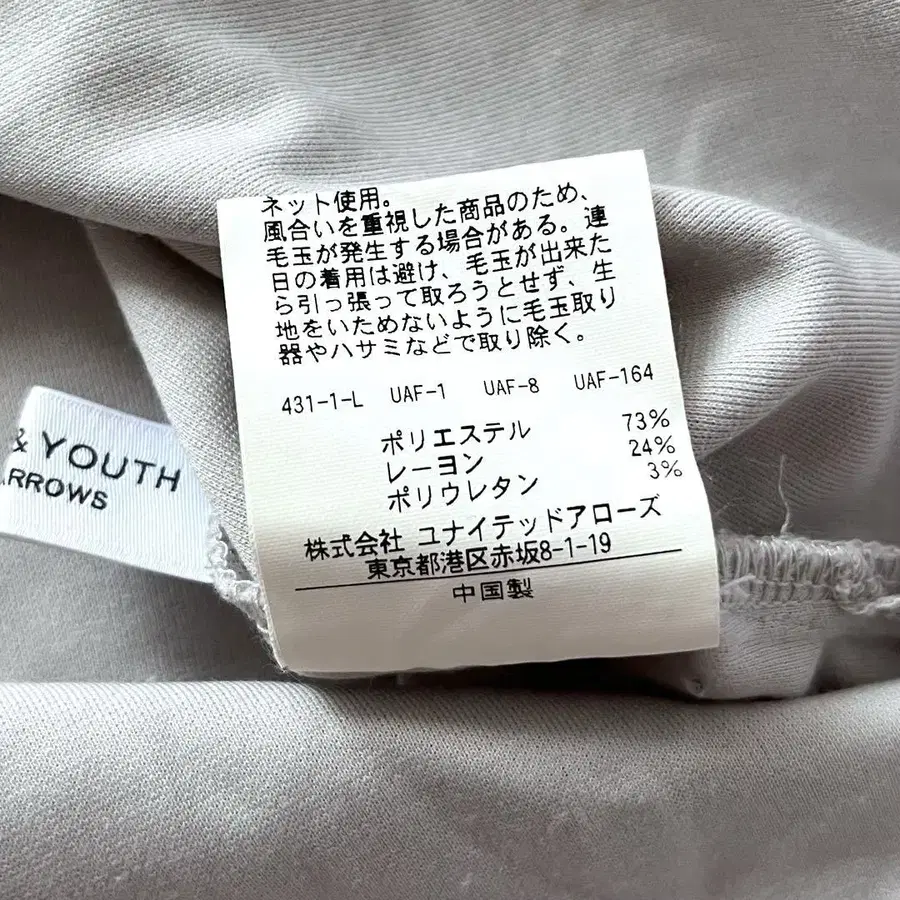 ネット使用。
風合いを重視した商品のため、
毛玉が発生する場合がある。連
日の着用は避け、毛玉が出来た
ら引っ張って取ろうとせず、生
地をいためないように毛玉取り
器やハサミなどで取り除く。
431-1-L UAF-1 UAF-8 UAF-164
ポリエステル 73%
レーヨン 24%
ポリウレタン 3%
株式会社 ユナイテッドアローズ
東京都港区赤坂8-1-19
中国製
& YOUTH
ARROWS